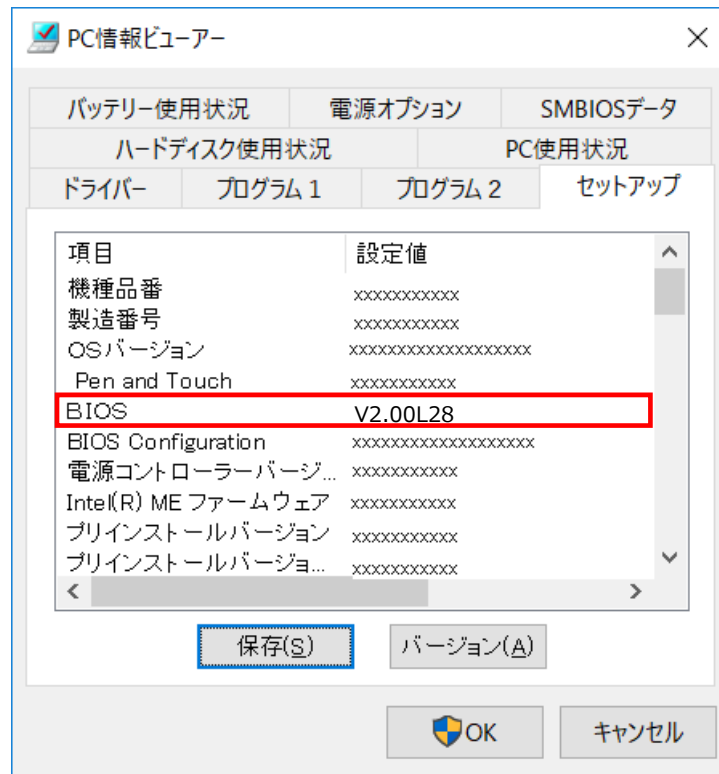 PC情報ビューアー
バッテリー使用状況 電源オプション SMBIOSデータ
ハードディスク使用状況 PC使用状況
ドライバー プログラム 1 プログラム 2 セットアップ
項目 設定値
機種品番 xxxxxxxxxxx
製造番号 xxxxxxxxxxx
OSバージョン xxxxxxxxxxxxxxxxxxx
Pen and Touch xxxxxxxxxxx
BIOS V2.00L28
BIOS Configuration xxxxxxxxxxxxxxxxxxx
電源コントローラーバージ... xxxxxxxxxxx
Intel(R) ME ファームウェア xxxxxxxxxxx
プリインストールバージョン xxxxxxxxxxx
プリインストールバージョ... xxxxxxxxxxx
保存(S) バージョン(A)
OK キャンセル